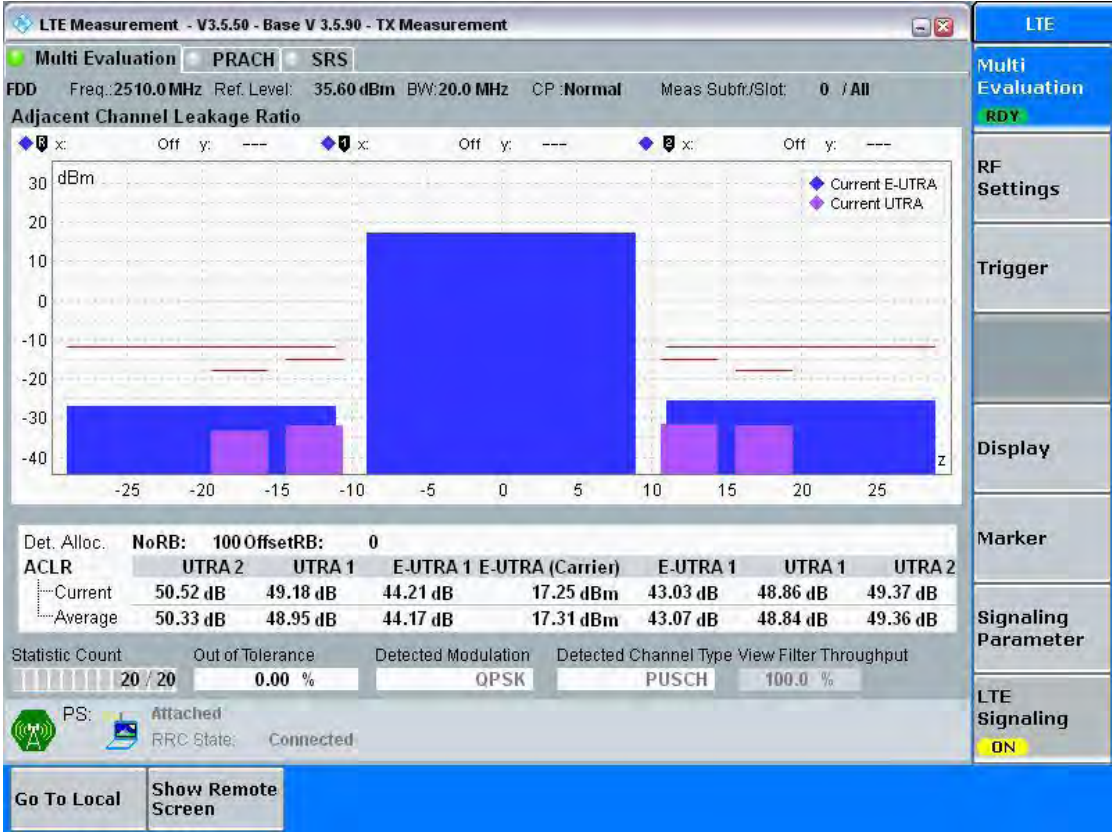 LTE Measurement - V3.5.50 - Base V 3.5.90 - TX Measurement
LTE
Multi Evaluation PRACH SRS
Multi Evaluation
RDY
FDD Freq.:2510.0 MHz Ref. Level: 35.60 dBm BW:20.0 MHz CP :Normal Meas Subfr./Slot: 0 / All
Adjacent Channel Leakage Ratio
R x: Off y: --- 1 x: Off y: --- 2 x: Off y: ---
dBm
Current E-UTRA
Current UTRA
30
20
10
0
-10
-20
-30
-40
z
-25 -20 -15 -10 -5 0 5 10 15 20 25
RF Settings
Trigger
Display
Marker
Signaling Parameter
LTE Signaling
ON
Det. Alloc. NoRB: 100 OffsetRB: 0
ACLR UTRA 2 UTRA 1 E-UTRA 1 E-UTRA (Carrier) E-UTRA 1 UTRA 1 UTRA 2
Current 50.52 dB 49.18 dB 44.21 dB 17.25 dBm 43.03 dB 48.86 dB 49.37 dB
Average 50.33 dB 48.95 dB 44.17 dB 17.31 dBm 43.07 dB 48.84 dB 49.36 dB
Statistic Count Out of Tolerance Detected Modulation Detected Channel Type View Filter Throughput
20 / 20 0.00 % QPSK PUSCH 100.0 %
PS: Attached
RRC State: Connected
Go To Local
Show Remote Screen